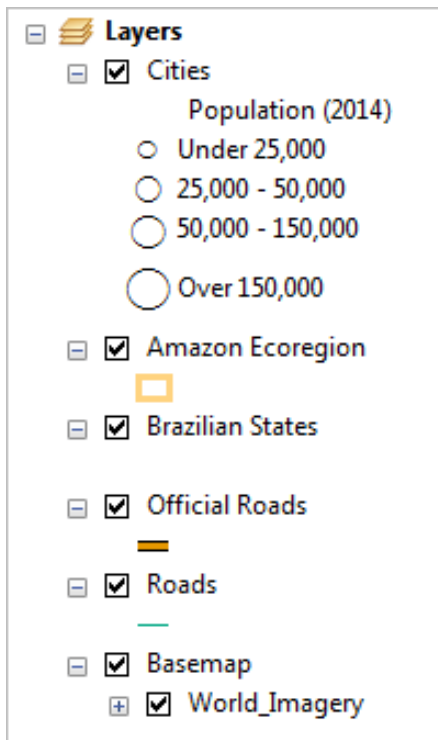 Layers
Cities
Population (2014)
Under 25,000
25,000 - 50,000
50,000 - 150,000
Over 150,000
Amazon Ecoregion
Brazilian States
Official Roads
Roads
Basemap
World_Imagery